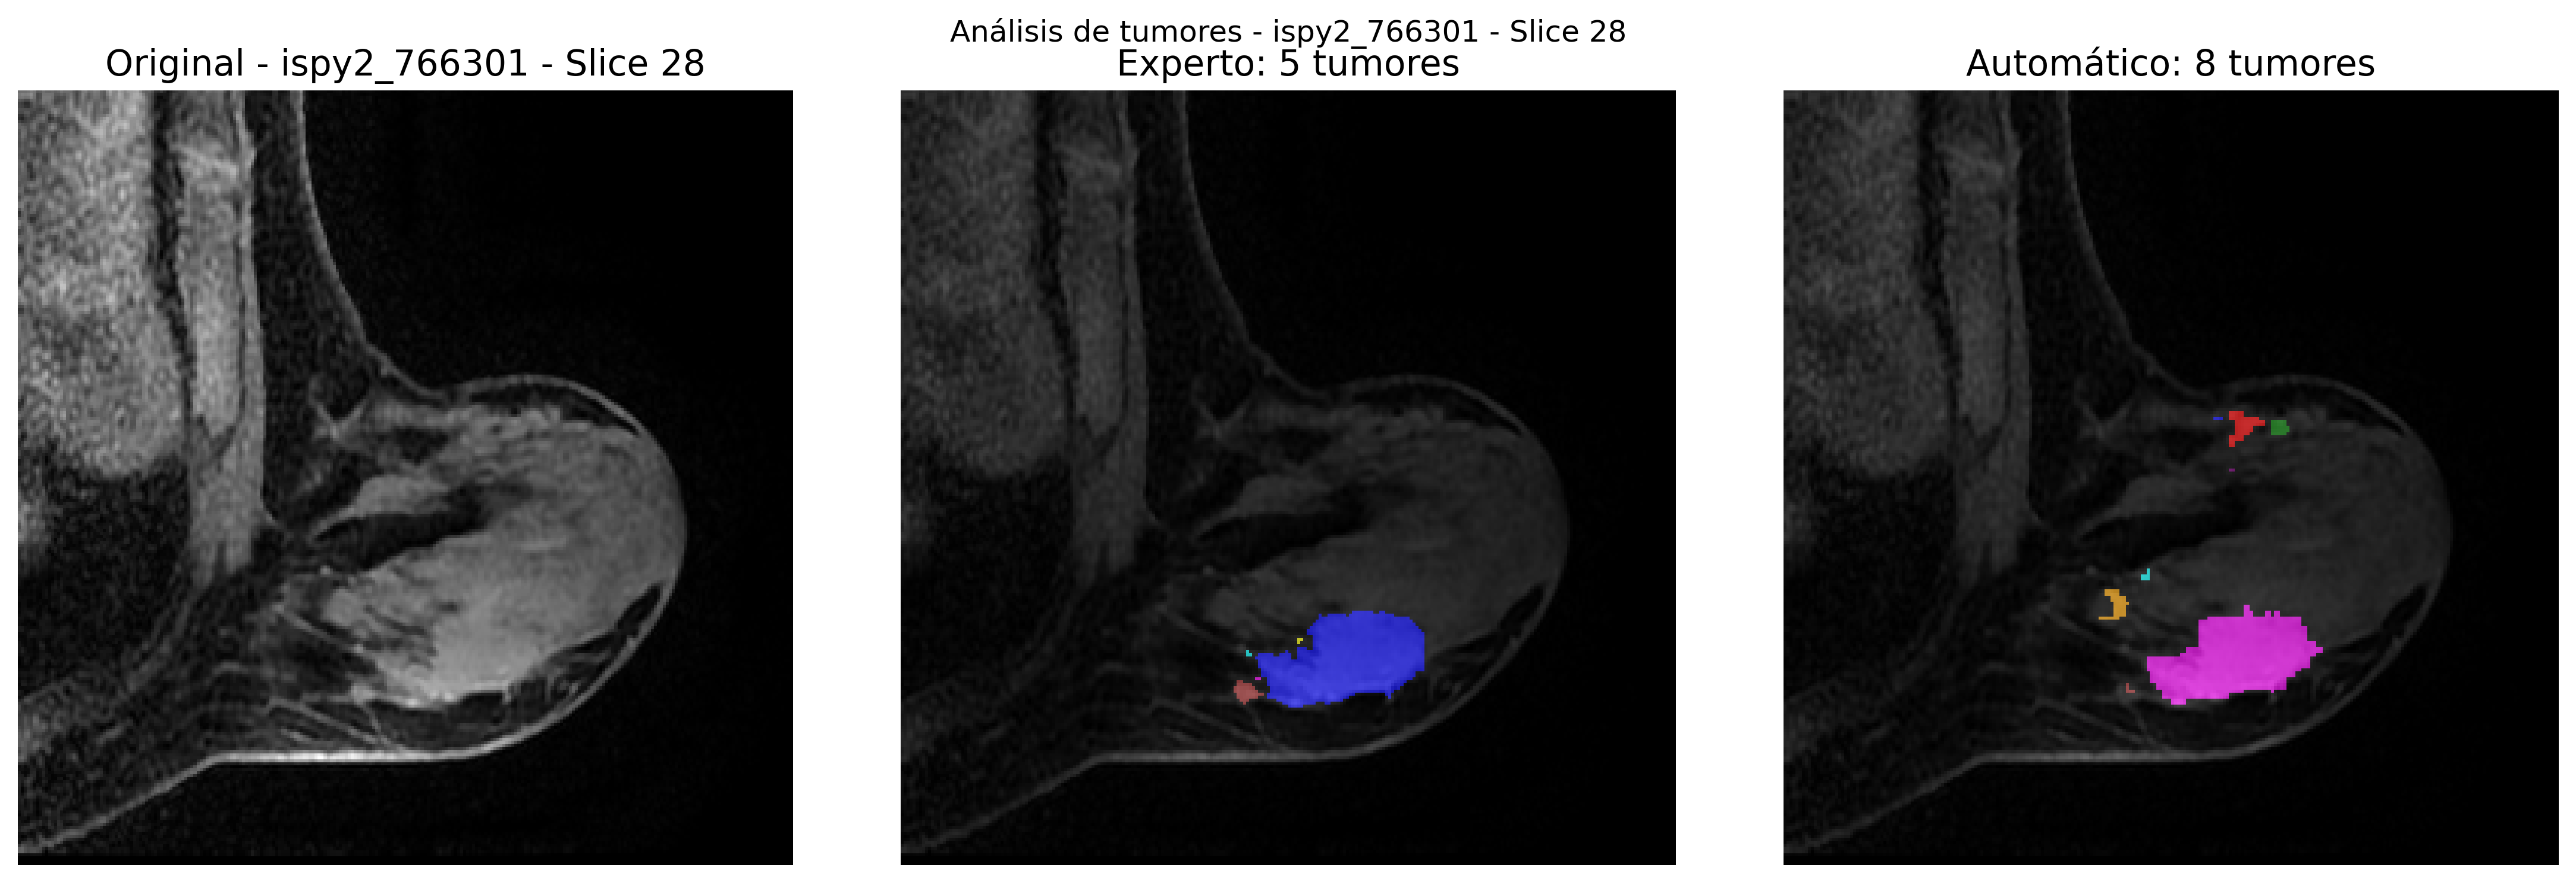 Análisis de tumores - ispy2_766301 - Slice 28
Original - ispy2_766301 - Slice 28
Experto: 5 tumores
Automático: 8 tumores